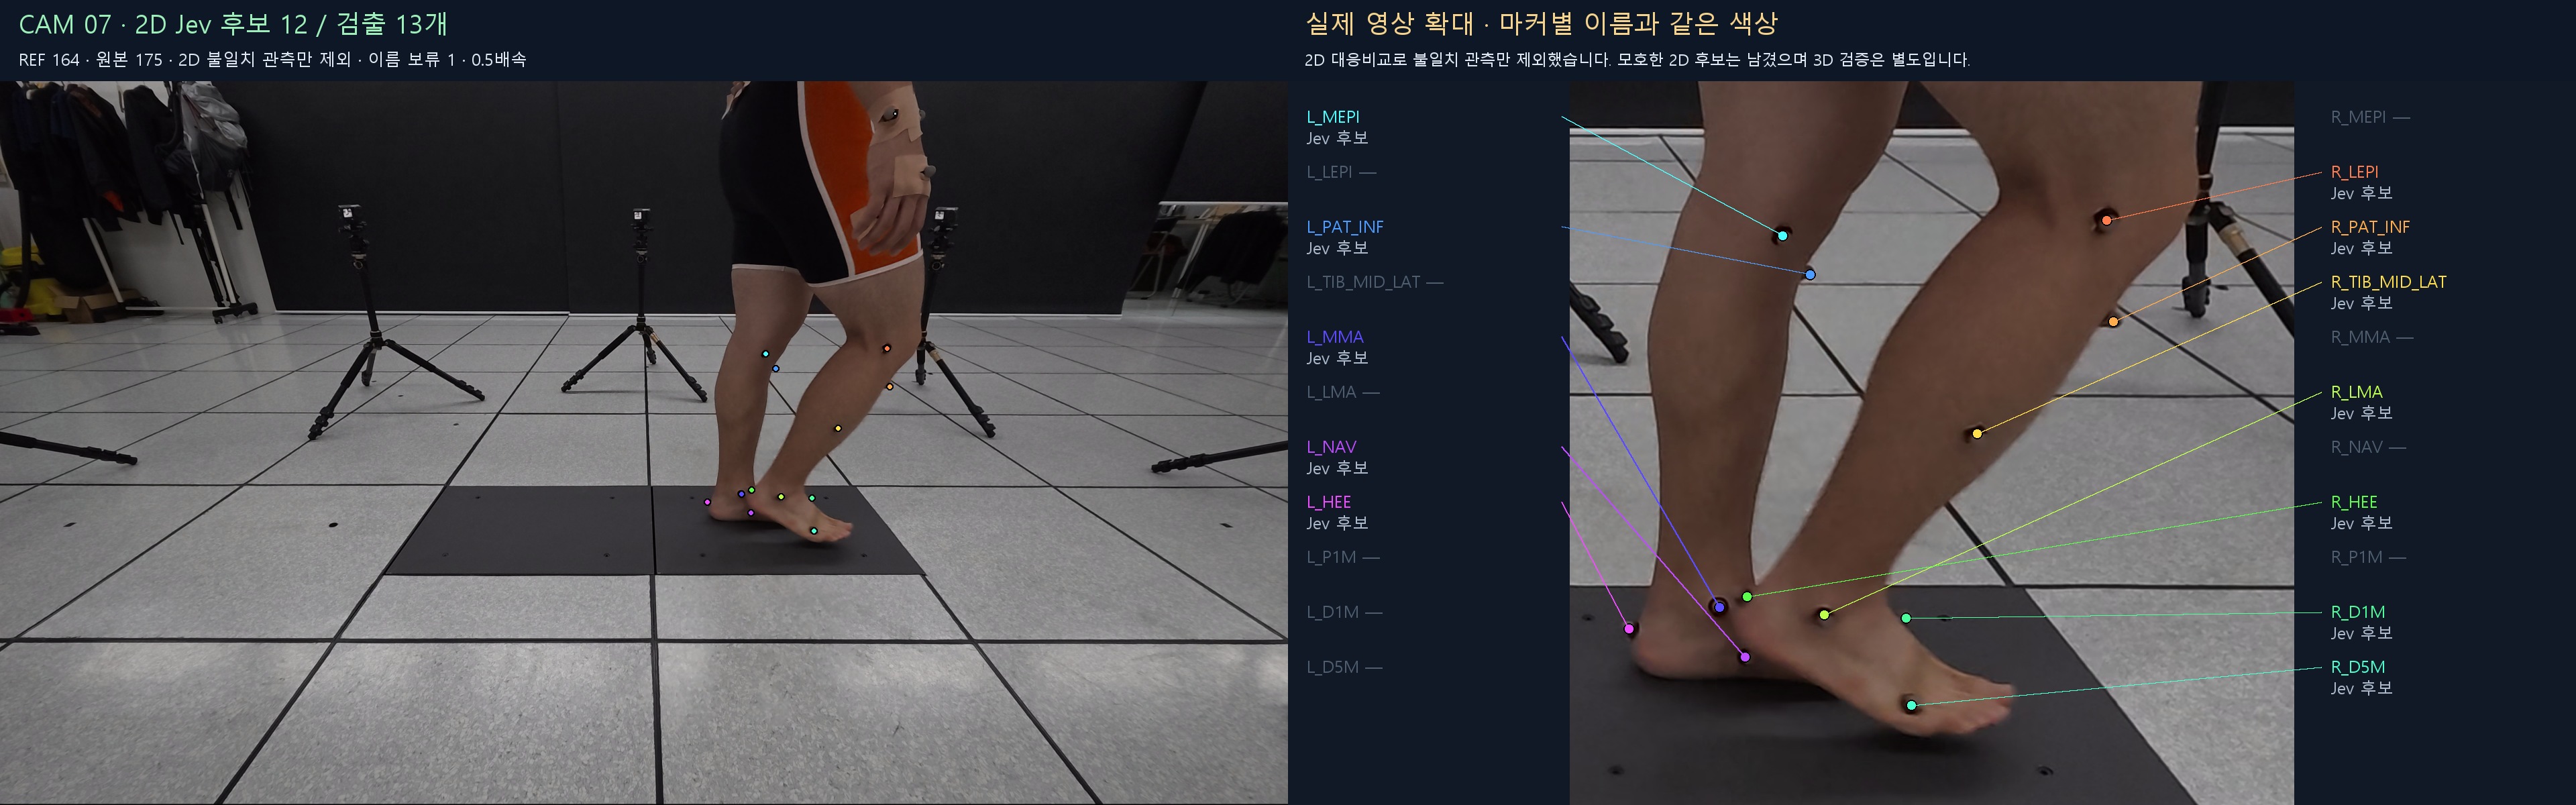 CAM 07 · 2D Jev 후보 12 / 검출 13개
REF 164 · 원본 175 · 2D 불일치 관측만 제외 · 이름 보류 1 · 0.5배속
실제 영상 확대 · 마커별 이름과 같은 색상
2D 대응비교로 불일치 관측만 제외했습니다. 모호한 2D 후보는 남겼으며 3D 검증은 별도입니다.
L_MEPI
Jev 후보
L_LEPI —
L_PAT_INF
Jev 후보
L_TIB_MID_LAT —
L_MMA
Jev 후보
L_LMA —
L_NAV
Jev 후보
L_HEE
Jev 후보
L_P1M —
L_D1M —
L_D5M —
R_MEPI —
R_LEPI
Jev 후보
R_PAT_INF
Jev 후보
R_TIB_MID_LAT
Jev 후보
R_MMA —
R_LMA
Jev 후보
R_NAV —
R_HEE
Jev 후보
R_P1M —
R_D1M
Jev 후보
R_D5M
Jev 후보